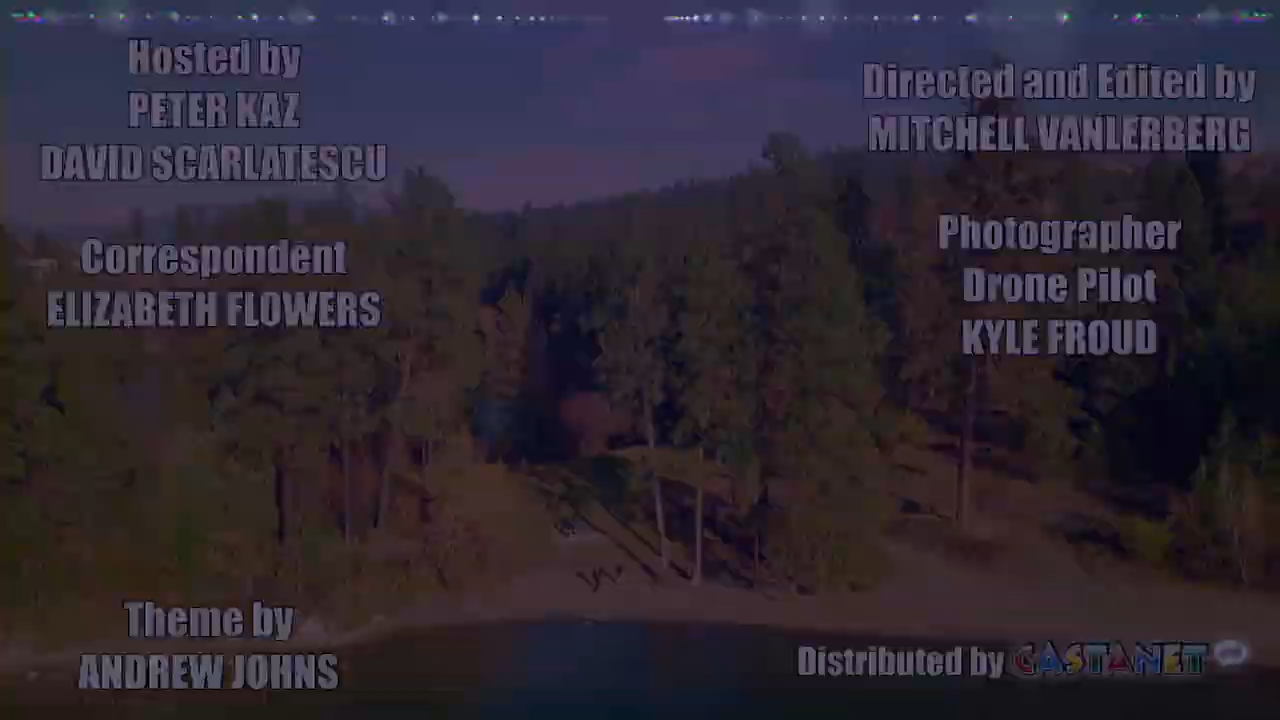 Hosted by
PETER KAZ
DAVID SCARLATESCU
Correspondent
ELIZABETH FLOWERS
Theme by
ANDREW JOHNS
Directed and Edited by
MITCHELL VANLERBERG
Photographer
Drone Pilot
KYLE FROUD
Distributed by CASTANET